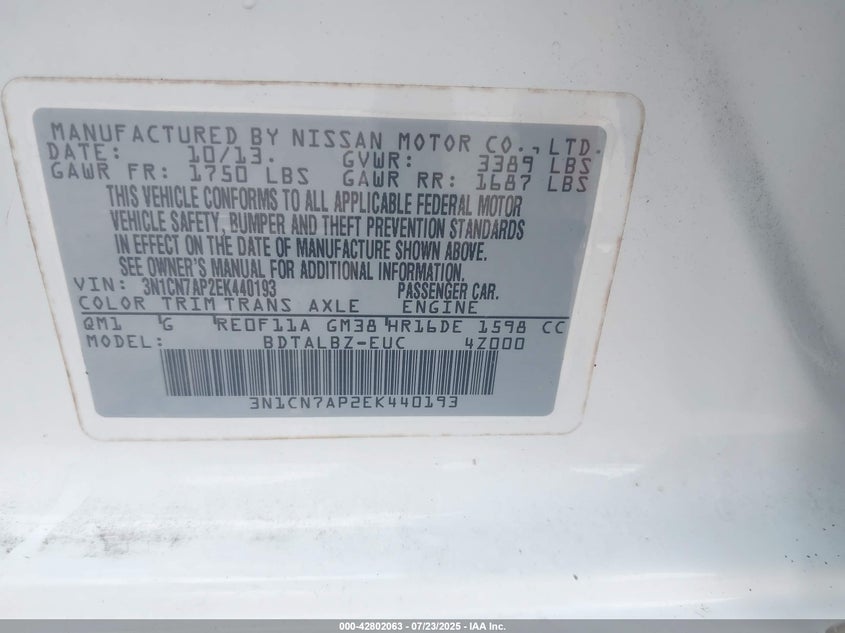 MANUFACTURED BY NISSAN MOTOR CO., LTD.
DATE: 10/13. GVWR: 3389 LBS
GAWR FR: 1750 LBS GAWR RR: 1687 LBS
THIS VEHICLE CONFORMS TO ALL APPLICABLE FEDERAL MOTOR
VEHICLE SAFETY, BUMPER AND THEFT PREVENTION STANDARDS
IN EFFECT ON THE DATE OF MANUFACTURE SHOWN ABOVE.
SEE OWNER'S MANUAL FOR ADDITIONAL INFORMATION.
VIN: 3N1CN7AP2EK440193 PASSENGER CAR.
COLOR TRIM TRANS AXLE ENGINE
QM1 G RE0F11A GM38 HR16DE 1598 CC
MODEL: BDTALBZ-EUC 4Z000
3N1CN7AP2EK440193
000-42802063 - 07/23/2025 - IAA Inc.